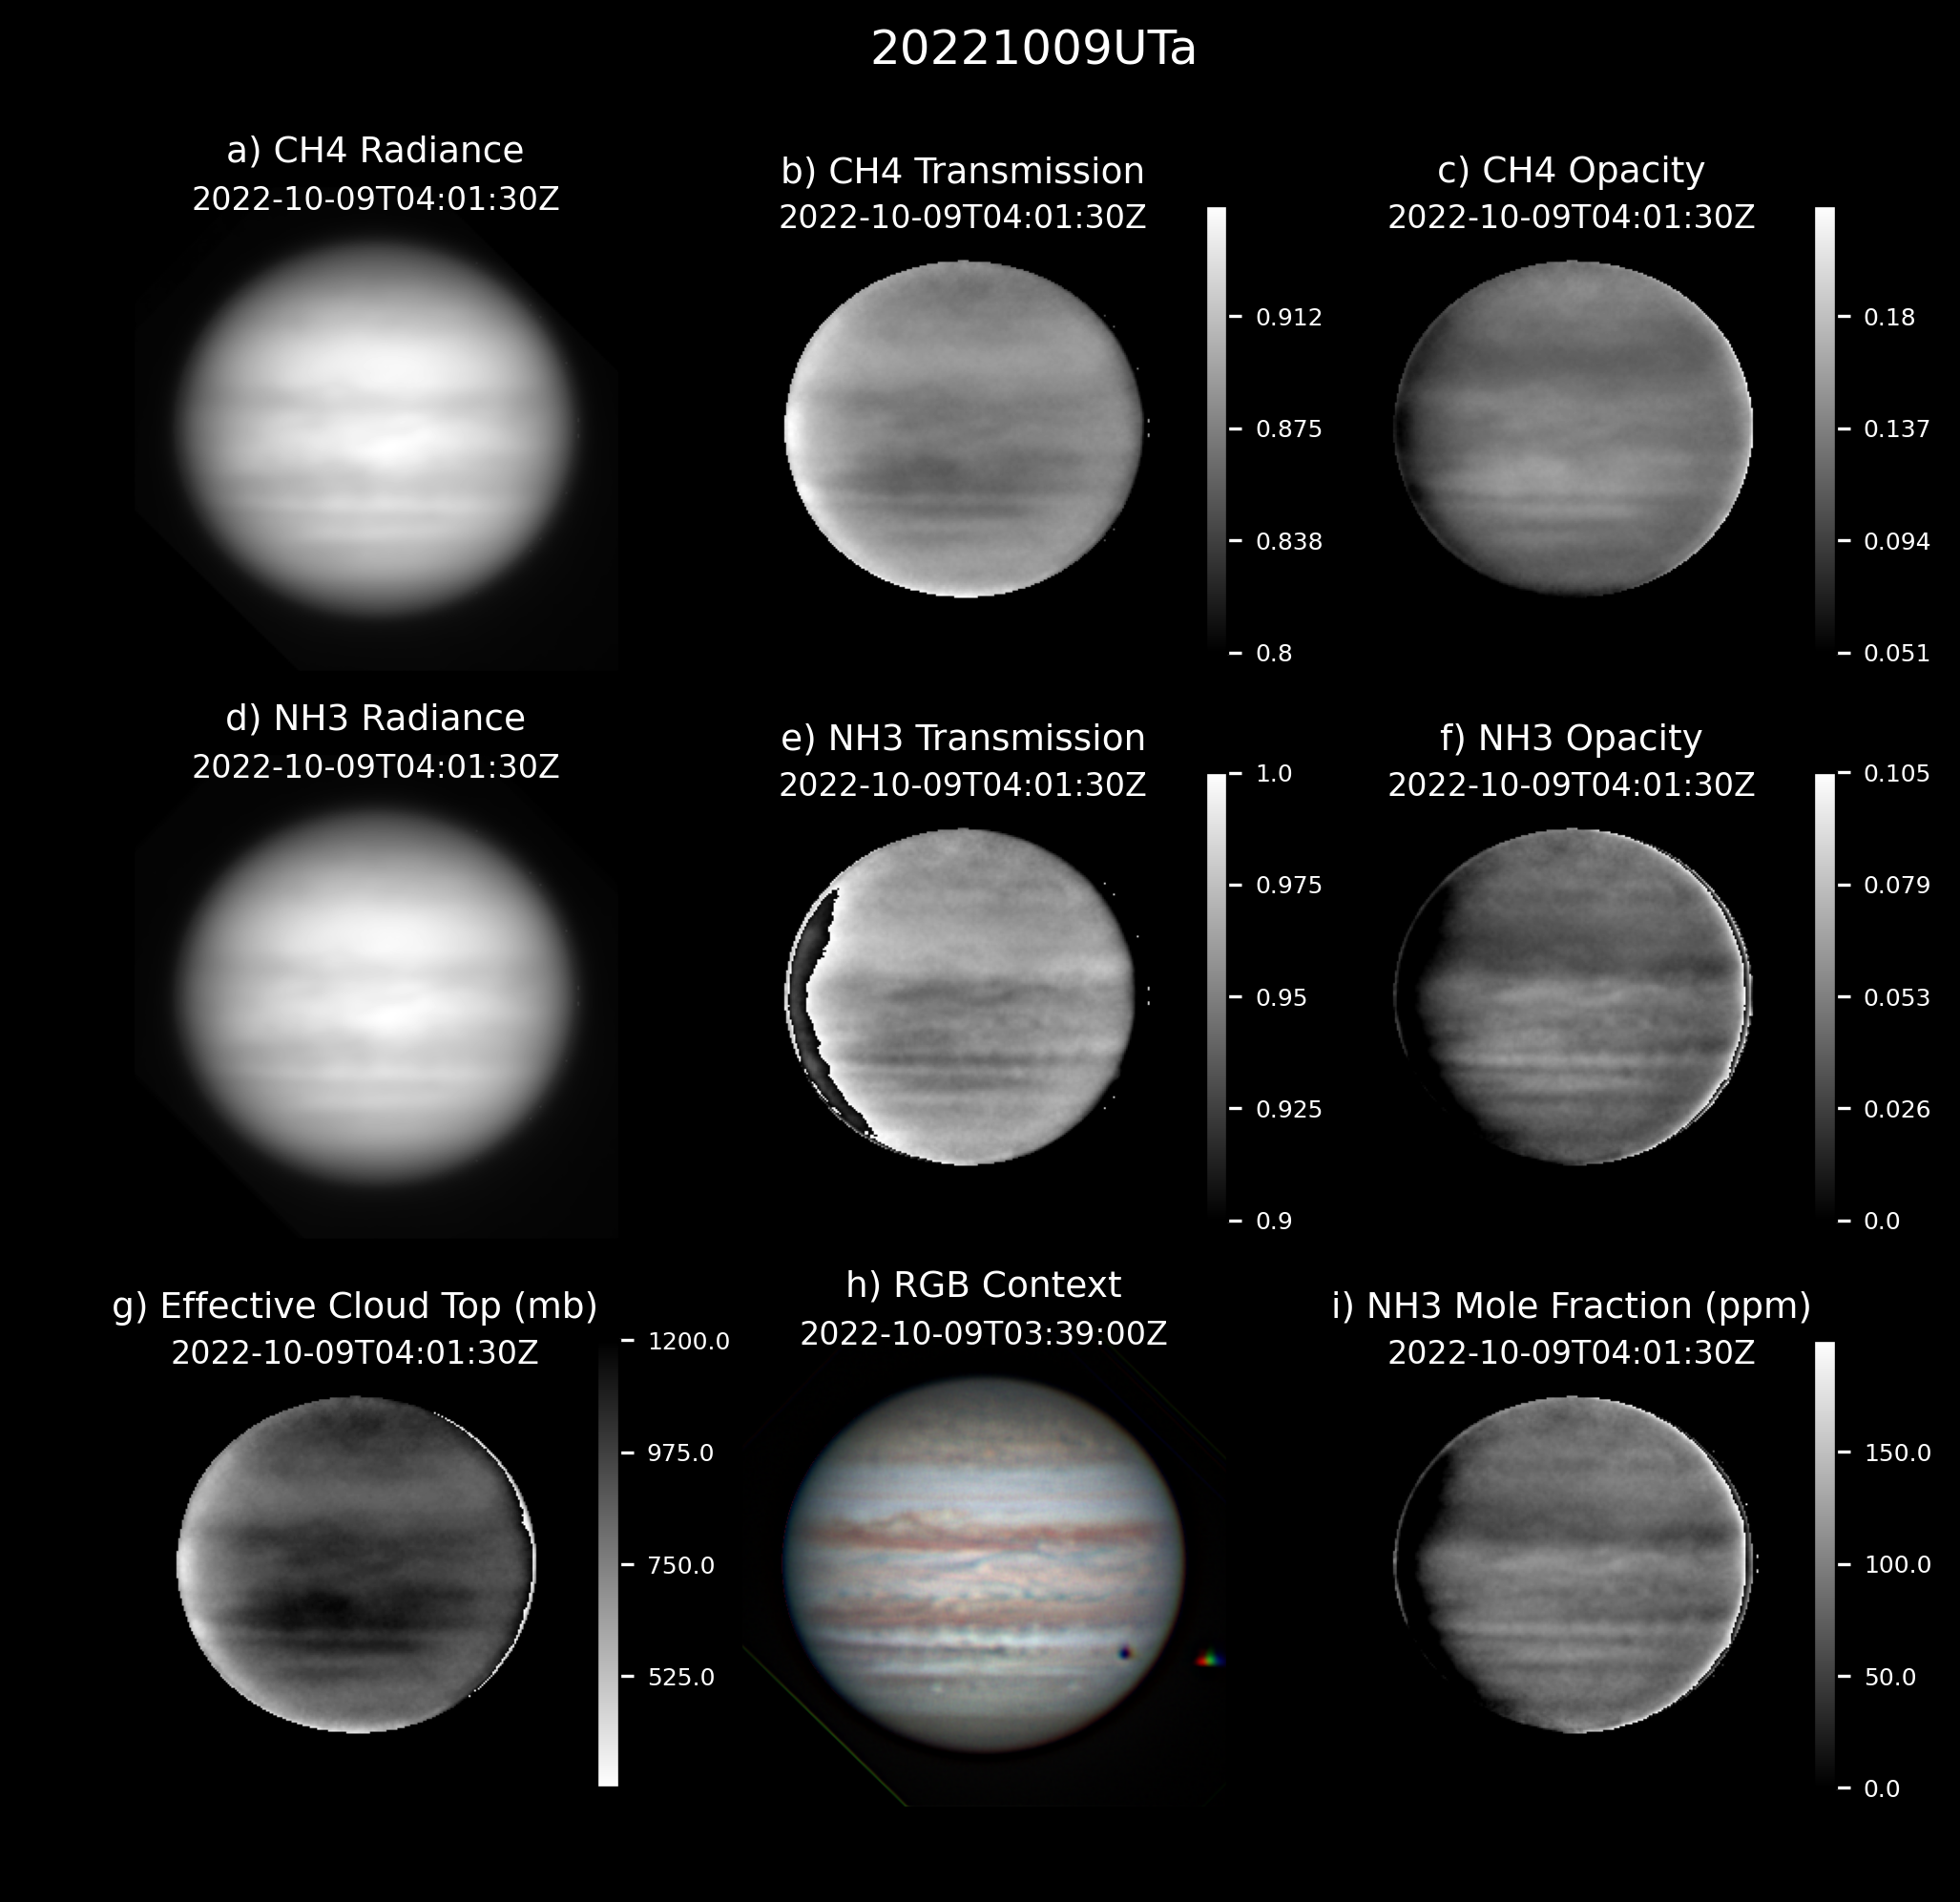 20221009UTa
a) CH4 Radiance
2022-10-09T04:01:30Z
b) CH4 Transmission
2022-10-09T04:01:30Z
0.912
0.875
0.838
0.8
c) CH4 Opacity
2022-10-09T04:01:30Z
0.18
0.137
0.094
0.051
d) NH3 Radiance
2022-10-09T04:01:30Z
e) NH3 Transmission
2022-10-09T04:01:30Z
1.0
0.975
0.95
0.925
0.9
f) NH3 Opacity
2022-10-09T04:01:30Z
0.105
0.079
0.053
0.026
0.0
g) Effective Cloud Top (mb)
2022-10-09T04:01:30Z
1200.0
975.0
750.0
525.0
h) RGB Context
2022-10-09T03:39:00Z
i) NH3 Mole Fraction (ppm)
2022-10-09T04:01:30Z
150.0
100.0
50.0
0.0